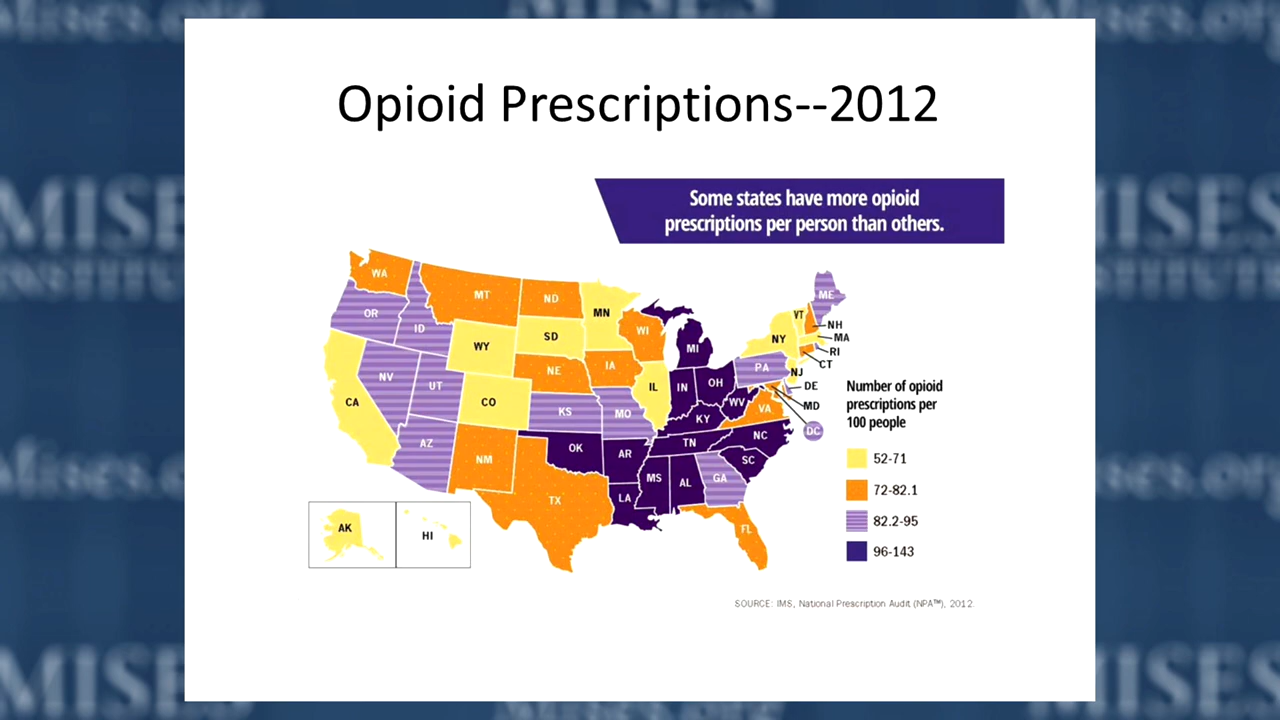 Mises.org
MISES
INSTITUTE
Opioid Prescriptions--2012
Some states have more opioid
prescriptions per person than others.
WA
MT
ND
MN
OR
ID
WY
SD
WI
MI
NV
UT
CO
NE
IA
IL
IN
OH
CA
AZ
NM
KS
MO
KY
WV
VA
OK
AR
TN
NC
SC
TX
LA
MS
AL
GA
FL
AK
HI
ME
VT
NH
NY
MA
RI
CT
PA
NJ
DE
MD
DC
Number of opioid
prescriptions per
100 people
52-71
72-82.1
82.2-95
96-143
SOURCE: IMS, National Prescription Audit (NPA™), 2012.